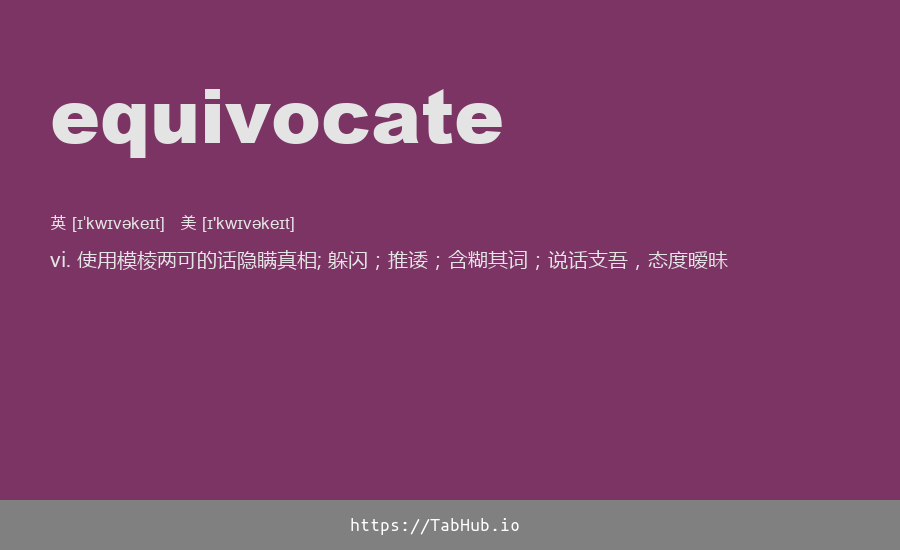 equivocate
英 [ɪˈkwɪvəkeɪt] 美 [ɪ'kwɪvəkeɪt]
vi. 使用模棱两可的话隐瞒真相; 躲闪；推诿；含糊其词；说话支吾，态度暧昧
https://TabHub.io